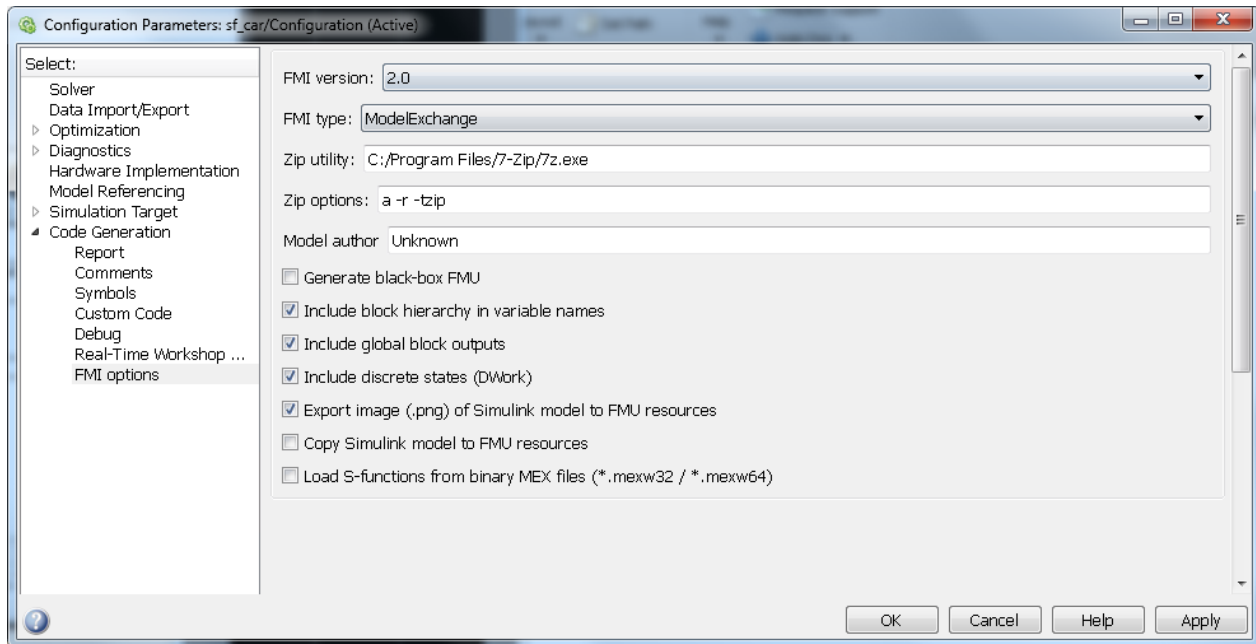 Configuration Parameters: sf_car/Configuration (Active)
Select:
Solver
Data Import/Export
Optimization
Diagnostics
Hardware Implementation
Model Referencing
Simulation Target
Code Generation
Report
Comments
Symbols
Custom Code
Debug
Real-Time Workshop ...
FMI options
FMI version: 2.0
FMI type: ModelExchange
Zip utility: C:/Program Files/7-Zip/7z.exe
Zip options: a -r -tzip
Model author Unknown
Generate black-box FMU
Include block hierarchy in variable names
Include global block outputs
Include discrete states (DWork)
Export image (.png) of Simulink model to FMU resources
Copy Simulink model to FMU resources
Load S-functions from binary MEX files (*.mexw32 / *.mexw64)
OK Cancel Help Apply